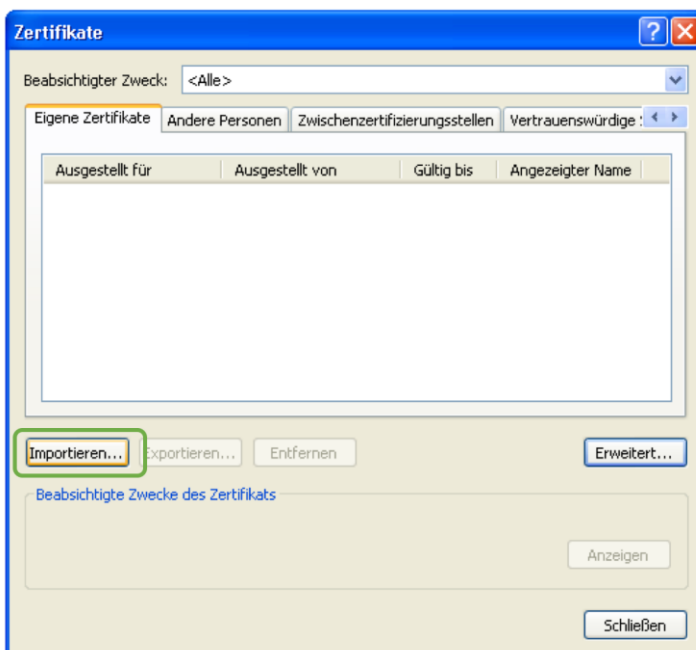 Zertifikate
Beabsichtigter Zweck: <Alle>
Eigene Zertifikate Andere Personen Zwischenzertifizierungsstellen Vertrauenswürdige
Ausgestellt für Ausgestellt von Gültig bis Angezeigter Name
Importieren... Exportieren... Entfernen Erweitert...
Beabsichtigte Zwecke des Zertifikats
Anzeigen
Schließen